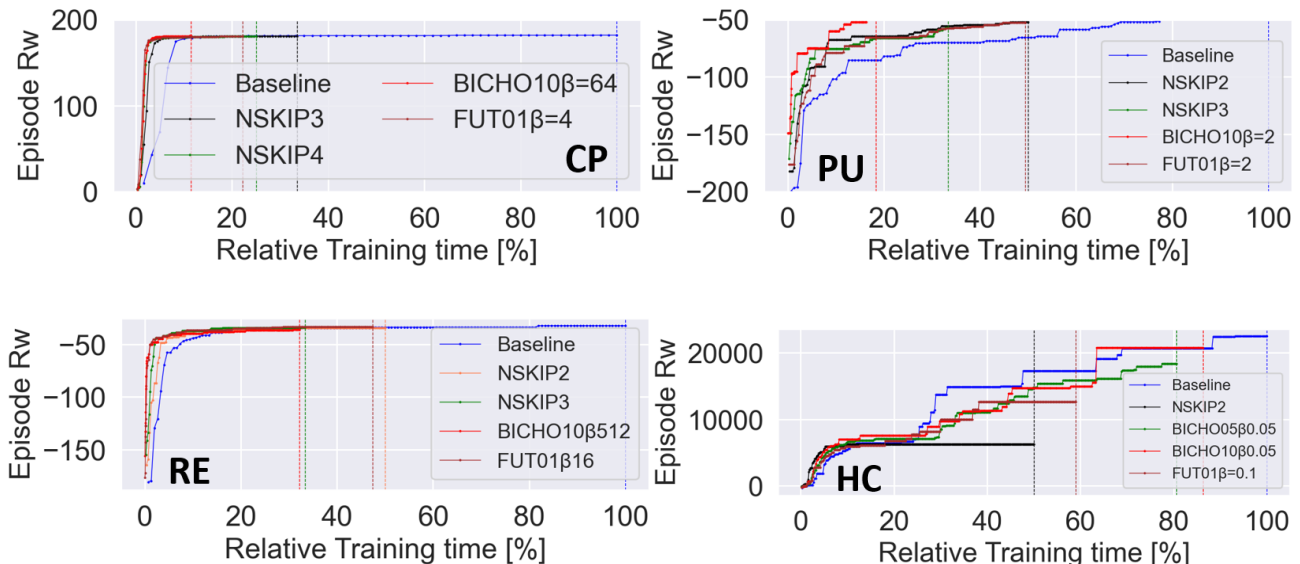 Episode Rw
200
100
0
Baseline
NSKIP3
NSKIP4
BICHO10β=64
FUT01β=4
CP
0 20 40 60 80 100
Relative Training time [%]
Episode Rw
−50
−100
−150
−200
Baseline
NSKIP2
NSKIP3
BICHO10β=2
FUT01β=2
PU
0 20 40 60 80 100
Relative Training time [%]
Episode Rw
−50
−100
−150
Baseline
NSKIP2
NSKIP3
BICHO10β512
FUT01β16
RE
0 20 40 60 80 100
Relative Training time [%]
Episode Rw
20000
10000
0
Baseline
NSKIP2
BICHO05β0.05
BICHO10β0.05
FUT01β=0.1
HC
0 20 40 60 80 100
Relative Training time [%]